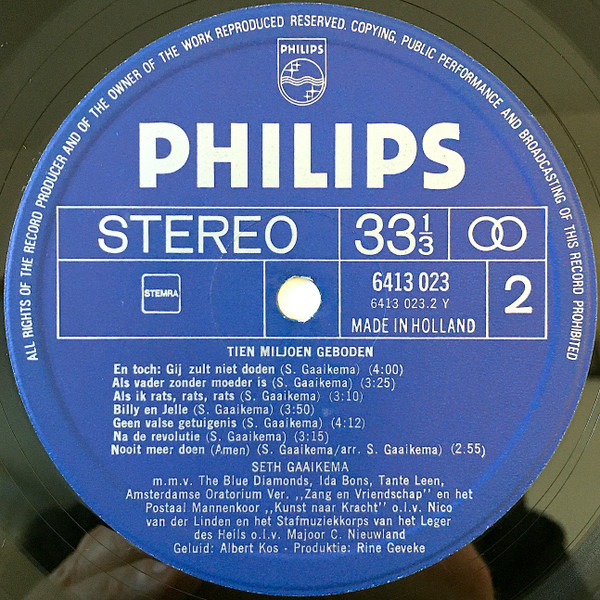 ALL RIGHTS OF THE RECORD PRODUCER AND OF THE OWNER OF THE WORK REPRODUCED RESERVED. COPYING, PUBLIC PERFORMANCE AND BROADCASTING OF THIS RECORD PROHIBITED
PHILIPS
PHILIPS
STEREO 33 1/3
STEMRA
6413 023
6413 023.2 Y
MADE IN HOLLAND
2
TIEN MILJOEN GEBODEN
En toch: Gij zult niet doden (S. Gaaikema) (4:00)
Als vader zonder moeder is (S. Gaaikema) (3:25)
Als ik rats, rats, rats (S. Gaaikema) (3:10)
Billy en Jelle (S. Gaaikema) (3:50)
Geen valse getuigenis (S. Gaaikema) (4:12)
Na de revolutie (S. Gaaikema) (3:15)
Nooit meer doen (Amen) (S. Gaaikema/arr. S. Gaaikema) (2.55)
SETH GAAIKEMA
m.m.v. The Blue Diamonds, Ida Bons, Tante Leen,
Amsterdamse Oratorium Ver. ,,Zang en Vriendschap" en het
Postaal Mannenkoor ,,Kunst naar Kracht" o.l.v. Nico
van der Linden en het Stafmuziekkorps van het Leger
des Heils o.l.v. Majoor C. Nieuwland
Geluid: Albert Kos - Produktie: Rine Geveke